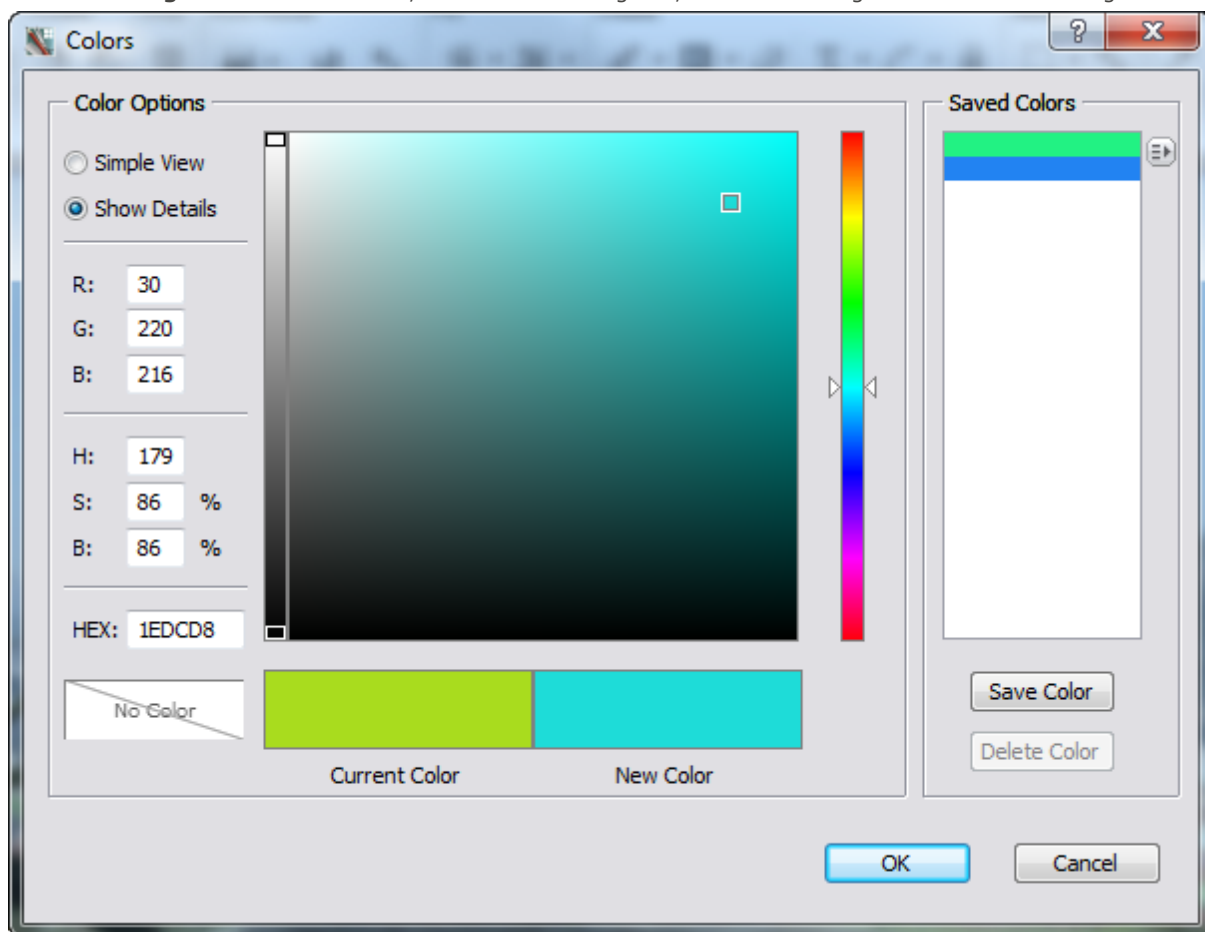 Colors
?
X
Color Options
Simple View
Show Details
R: 30
G: 220
B: 216
H: 179
S: 86 %
B: 86 %
HEX: 1EDCD8
No Color
Current Color
New Color
Saved Colors
Save Color
Delete Color
OK
Cancel